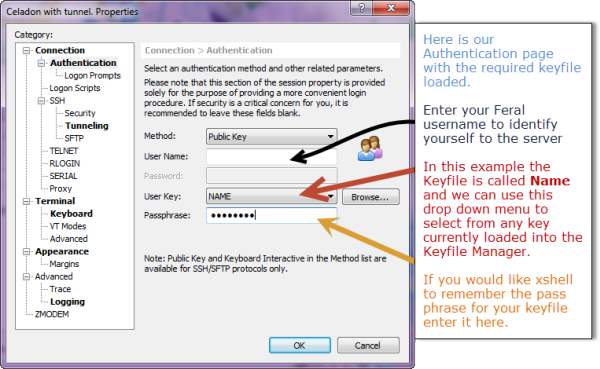 Celadon with tunnel. Properties
Category:
Connection
Authentication
Logon Prompts
Logon Scripts
SSH
Security
Tunneling
SFTP
TELNET
RLOGIN
SERIAL
Proxy
Terminal
Keyboard
VT Modes
Advanced
Appearance
Margins
Advanced
Trace
Logging
ZMODEM
Connection > Authentication
Select an authentication method and other related parameters.
Please note that this section of the session property is provided
solely for the purpose of providing a more convenient login
procedure. If security is a critical concern for you, it is
recommended to leave these fields blank.
Method: Public Key
User Name:
Password:
User Key: NAME Browse...
Passphrase: ●●●●●●●●
Note: Public Key and Keyboard Interactive in the Method list are
available for SSH/SFTP protocols only.
OK Cancel
Here is our
Authentication page
with the required keyfile
loaded.
Enter your Feral
username to identify
yourself to the server
In this example the
Keyfile is called Name
and we can use this
drop down menu to
select from any key
currently loaded into the
Keyfile Manager.
If you would like xshell
to remember the pass
phrase for your keyfile
enter it here.